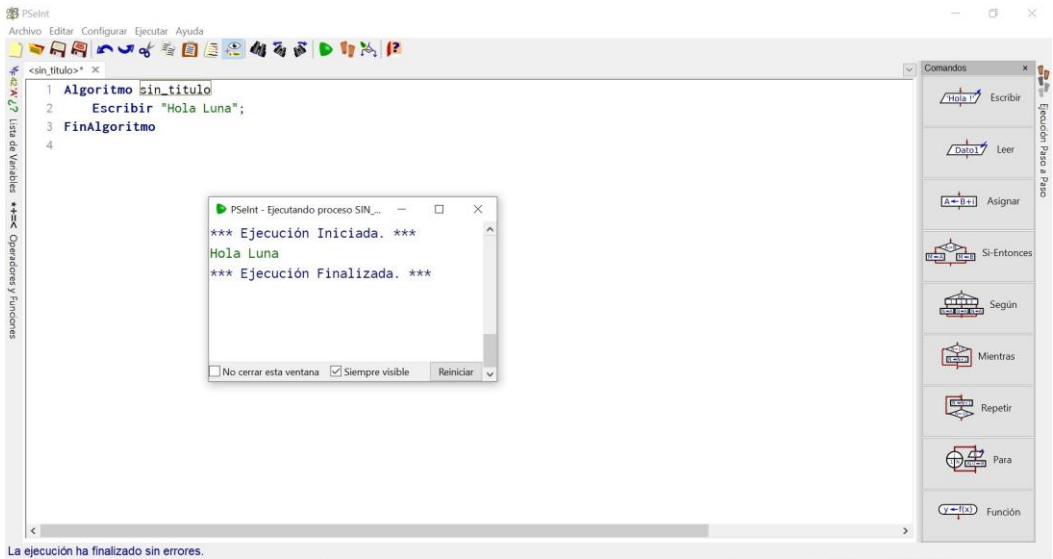 PSeInt
Archivo Editar Configurar Ejecutar Ayuda
<sin_titulo>*
1 Algoritmo sin_titulo
2 Escribir "Hola Luna";
3 FinAlgoritmo
4
Lista de Variables
Operadores y Funciones
PSeInt - Ejecutando proceso SIN_...
*** Ejecución Iniciada. ***
Hola Luna
*** Ejecución Finalizada. ***
No cerrar esta ventana Siempre visible Reiniciar
Comandos
'Hola !' Escribir
Dato1 Leer
A←B+1 Asignar
Si-Entonces
Según
Mientras
Repetir
Para
y←f(x) Función
Ejecución Paso a Paso
La ejecución ha finalizado sin errores.